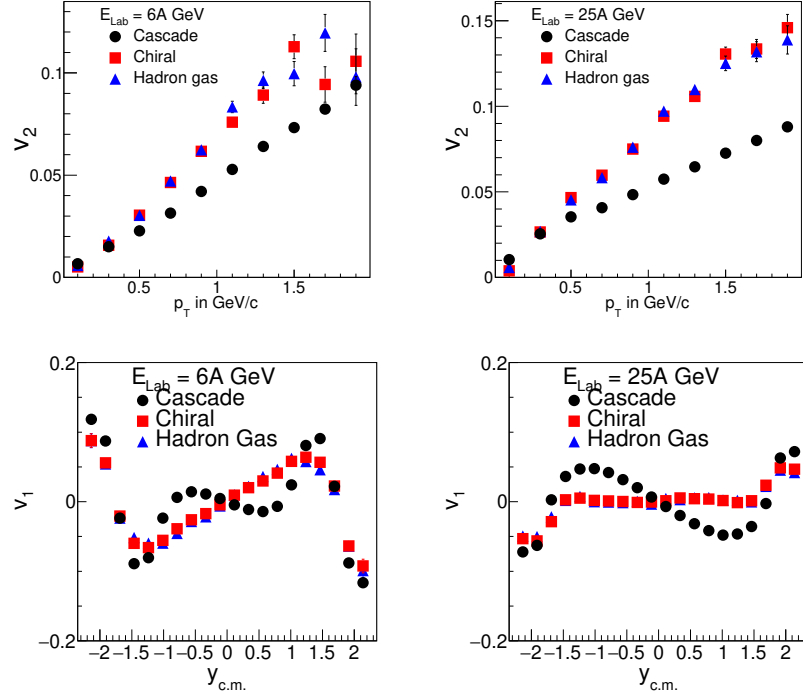 E_Lab = 6A GeV
Cascade
Chiral
Hadron gas
v_2
0.1
0.05
0
0.5
1
1.5
p_T in GeV/c
E_Lab = 25A GeV
Cascade
Chiral
Hadron gas
v_2
0.15
0.1
0.05
0
0.5
1
1.5
p_T in GeV/c
E_Lab = 6A GeV
Cascade
Chiral
Hadron Gas
v_1
0.2
0
−0.2
−2 −1.5 −1 −0.5 0 0.5 1 1.5 2
y_c.m.
E_Lab = 25A GeV
Cascade
Chiral
Hadron Gas
v_1
0.2
0
−0.2
−2 −1.5 −1 −0.5 0 0.5 1 1.5 2
y_c.m.